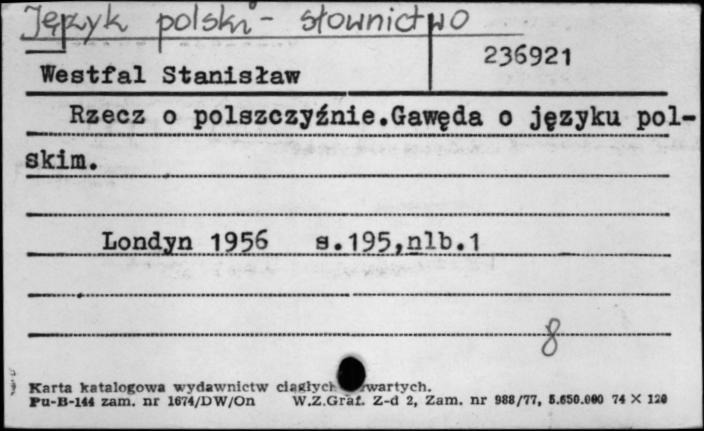 Język polski - słownictwo
236921
Westfal Stanisław
Rzecz o polszczyźnie.Gawęda o języku pol-
skim.
Londyn 1956 s.195,nlb.1
8
Karta katalogowa wydawnictw ciągłych wartych.
Pu-B-144 zam. nr 1674/DW/On W.Z.Graf. Z-d 2, Zam. nr 988/77, 5.650.000 74 X 120